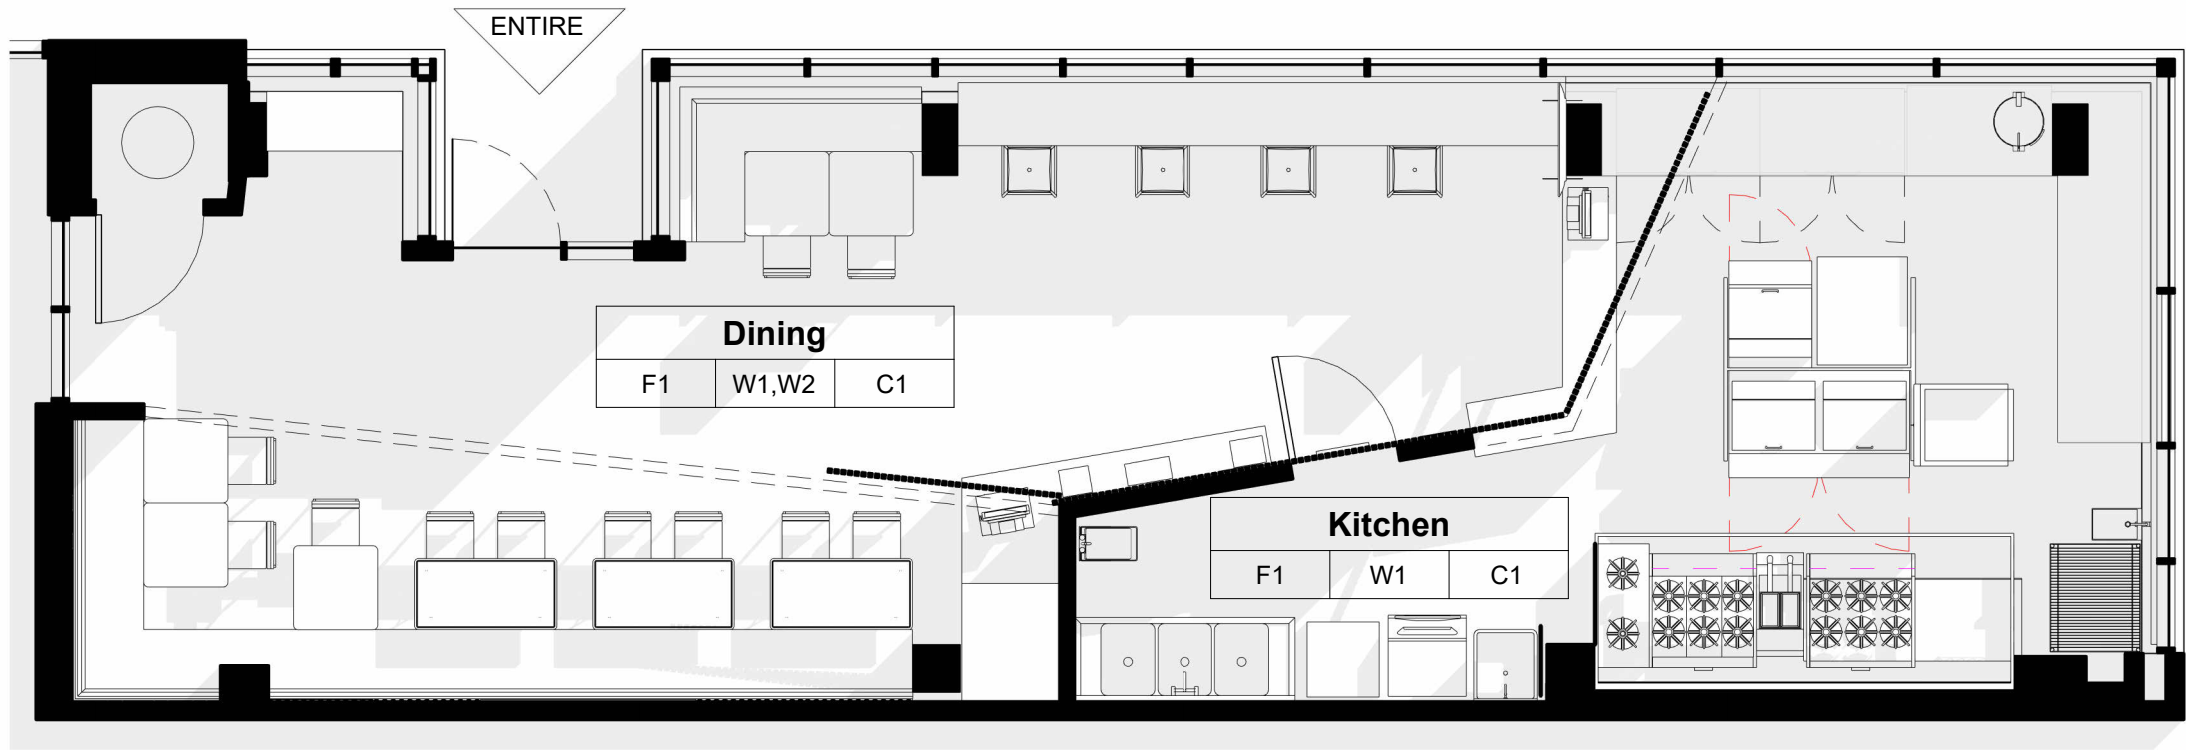 ENTIRE
Dining
F1 W1,W2 C1
Kitchen
F1 W1 C1